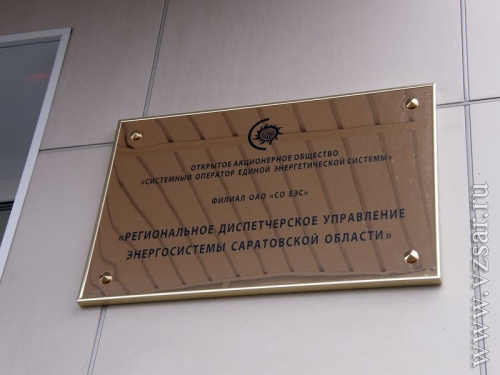 ОТКРЫТОЕ АКЦИОНЕРНОЕ ОБЩЕСТВО
«СИСТЕМНЫЙ ОПЕРАТОР ЕДИНОЙ ЭНЕРГЕТИЧЕСКОЙ СИСТЕМЫ»
ФИЛИАЛ ОАО «СО ЕЭС»
«РЕГИОНАЛЬНОЕ ДИСПЕТЧЕРСКОЕ УПРАВЛЕНИЕ
ЭНЕРГОСИСТЕМЫ САРАТОВСКОЙ ОБЛАСТИ»
www.vzsar.ru